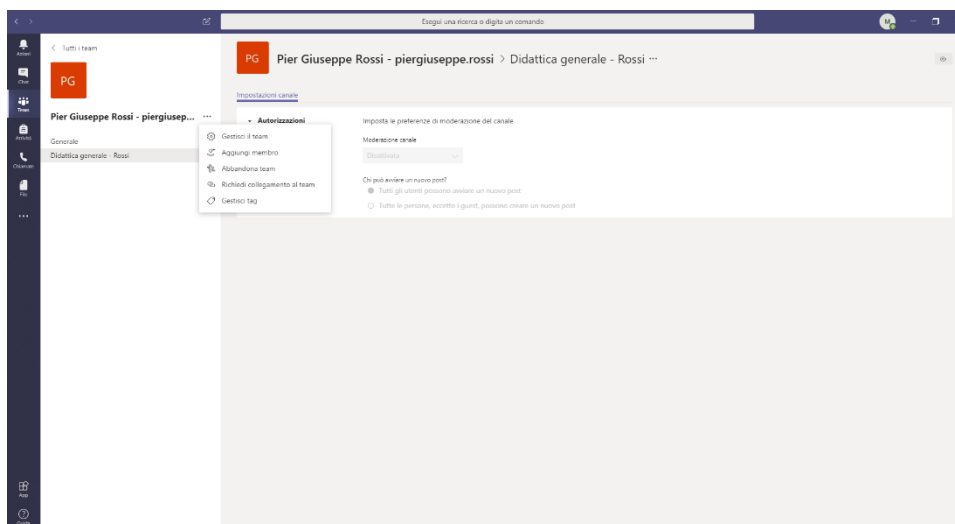 Esegui una ricerca o digita un comando
M
Attività
Chat
Team
Attività
Chiamate
File
App
Guida
Tutti i team
PG
Pier Giuseppe Rossi - piergiusep... ...
Generale
Didattica generale - Rossi
Gestisci il team
Aggiungi membro
Abbandona team
Richiedi collegamento al team
Gestisci tag
PG
Pier Giuseppe Rossi - piergiuseppe.rossi > Didattica generale - Rossi ...
Impostazioni canale
Autorizzazioni
Imposta le preferenze di moderazione del canale
Moderazione canale
Disattivata
Chi può avviare un nuovo post?
Tutti gli utenti possono avviare un nuovo post
Tutte le persone, eccetto i guest, possono creare un nuovo post